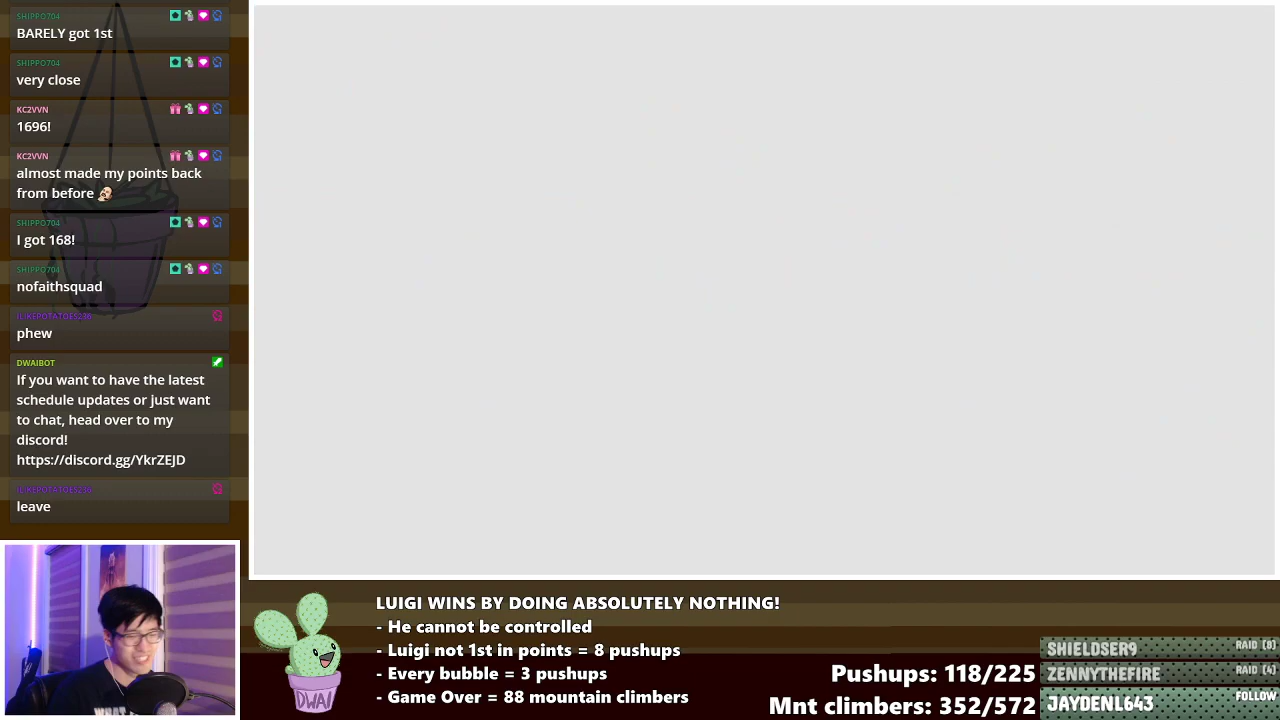 SHIPPO704
BARELY got 1st
SHIPPO704
very close
KC2VVN
1696!
KC2VVN
almost made my points back
from before
SHIPPO704
I got 168!
SHIPPO704
nofaithsquad
ILIKEPOTATOES236
phew
DWAIBOT
If you want to have the latest
schedule updates or just want
to chat, head over to my
discord!
https://discord.gg/YkrZEJD
ILIKEPOTATOES236
leave
DWAI
LUIGI WINS BY DOING ABSOLUTELY NOTHING!
- He cannot be controlled
- Luigi not 1st in points = 8 pushups
- Every bubble = 3 pushups
- Game Over = 88 mountain climbers
Pushups: 118/225
Mnt climbers: 352/572
SHIELDSER9 RAID (8)
ZENNYTHEFIRE RAID (4)
JAYDENL643 FOLLOW